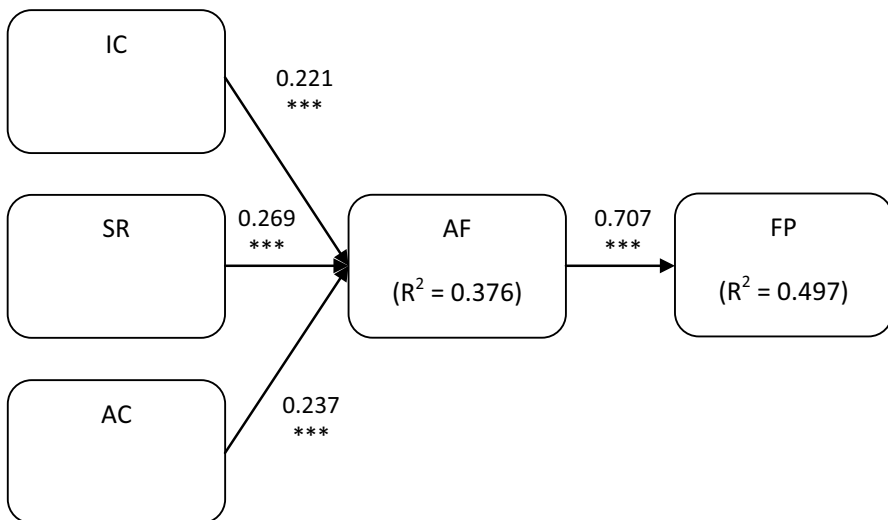 IC
0.221
***
SR
0.269
***
AF
(R² = 0.376)
0.707
***
FP
(R² = 0.497)
AC
0.237
***